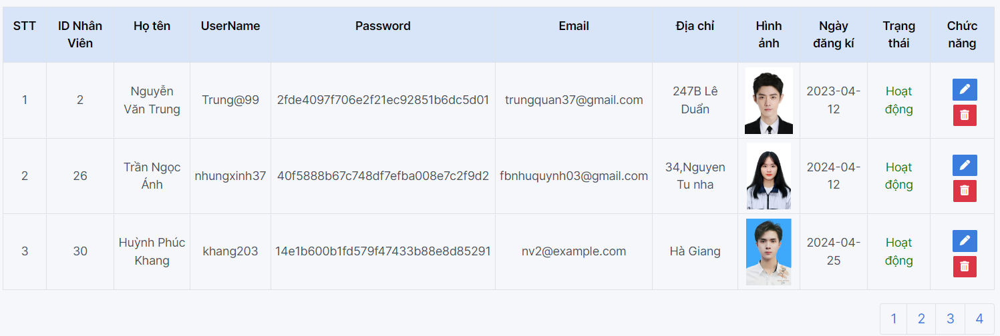 STT ID Nhân Viên Họ tên UserName Password Email Địa chỉ Hình ảnh Ngày đăng kí Trạng thái Chức năng
1 2 Nguyễn Văn Trung Trung@99 2fde4097f706e2f21ec92851b6dc5d01 trungquan37@gmail.com 247B Lê Duẩn 2023-04-12 Hoạt động
2 26 Trần Ngọc Ánh nhungxinh37 40f5888b67c748df7efba008e7c2f9d2 fbnhuquynh03@gmail.com 34,Nguyen Tu nha 2024-04-12 Hoạt động
3 30 Huỳnh Phúc Khang khang203 14e1b600b1fd579f47433b88e8d85291 nv2@example.com Hà Giang 2024-04-25 Hoạt động
1 2 3 4